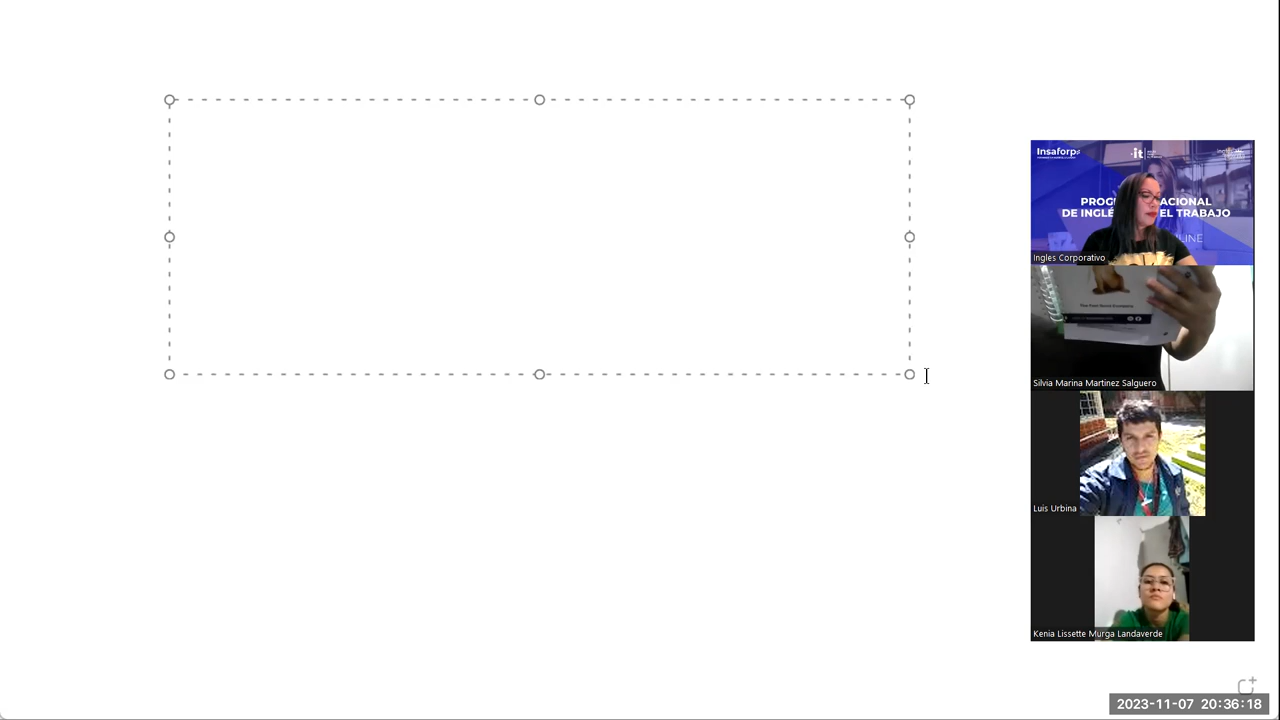 Insaforp
it
PROG ACIONAL
DE INGLÉ EL TRABAJO
LINE
Ingles Corporativo
Silvia Marina Martinez Salguero
Luis Urbina
Kenia Lissette Murga Landaverde
2023-11-07 20:36:18